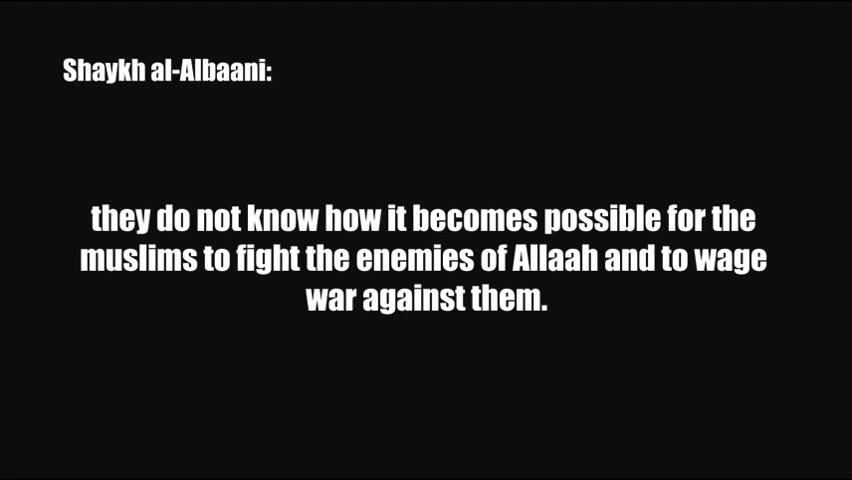 Shaykh al-Albaani:
they do not know how it becomes possible for the
muslims to fight the enemies of Allaah and to wage
war against them.